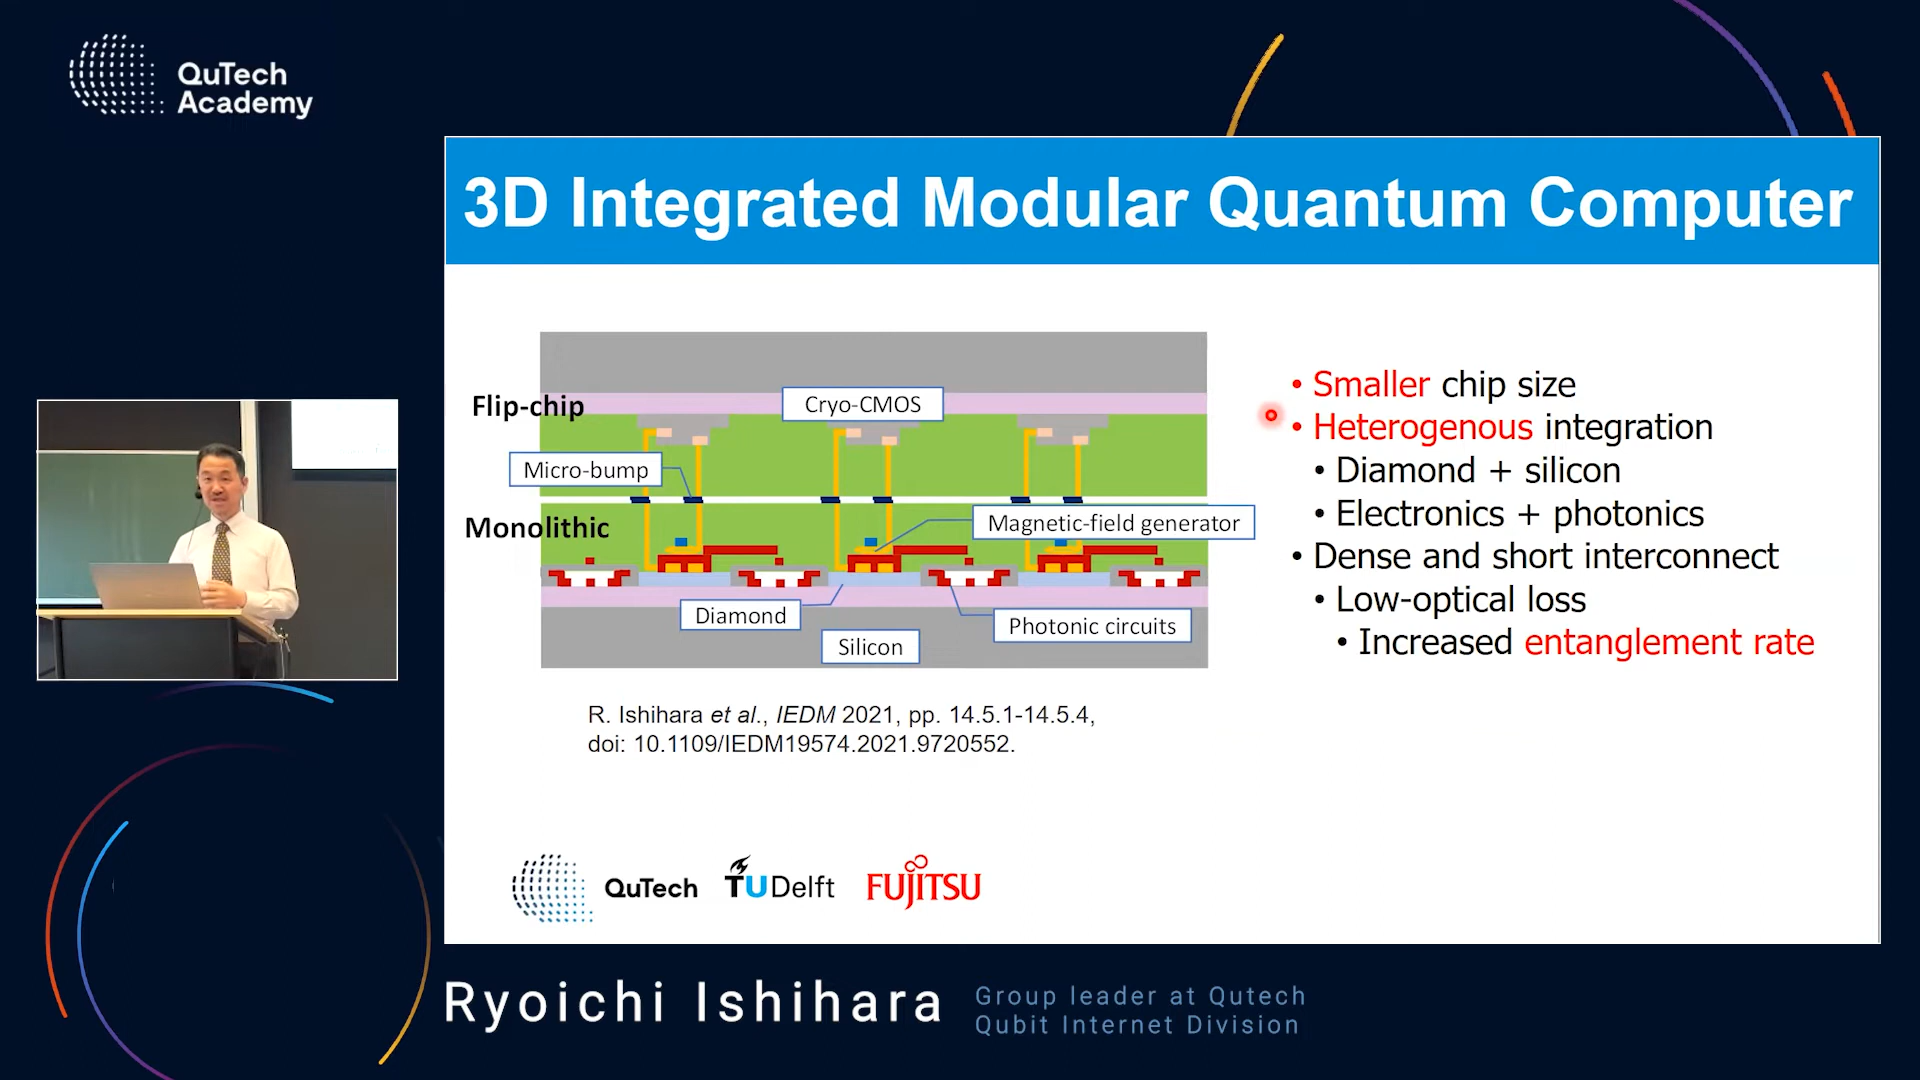 QuTech
Academy
3D Integrated Modular Quantum Computer
Flip-chip
Cryo-CMOS
Micro-bump
Monolithic
Magnetic-field generator
Diamond
Photonic circuits
Silicon
• Smaller chip size
• Heterogenous integration
• Diamond + silicon
• Electronics + photonics
• Dense and short interconnect
• Low-optical loss
• Increased entanglement rate
R. Ishihara et al., IEDM 2021, pp. 14.5.1-14.5.4,
doi: 10.1109/IEDM19574.2021.9720552.
QuTech
TUDelft
FUJITSU
Ryoichi Ishihara
Group leader at Qutech
Qubit Internet Division